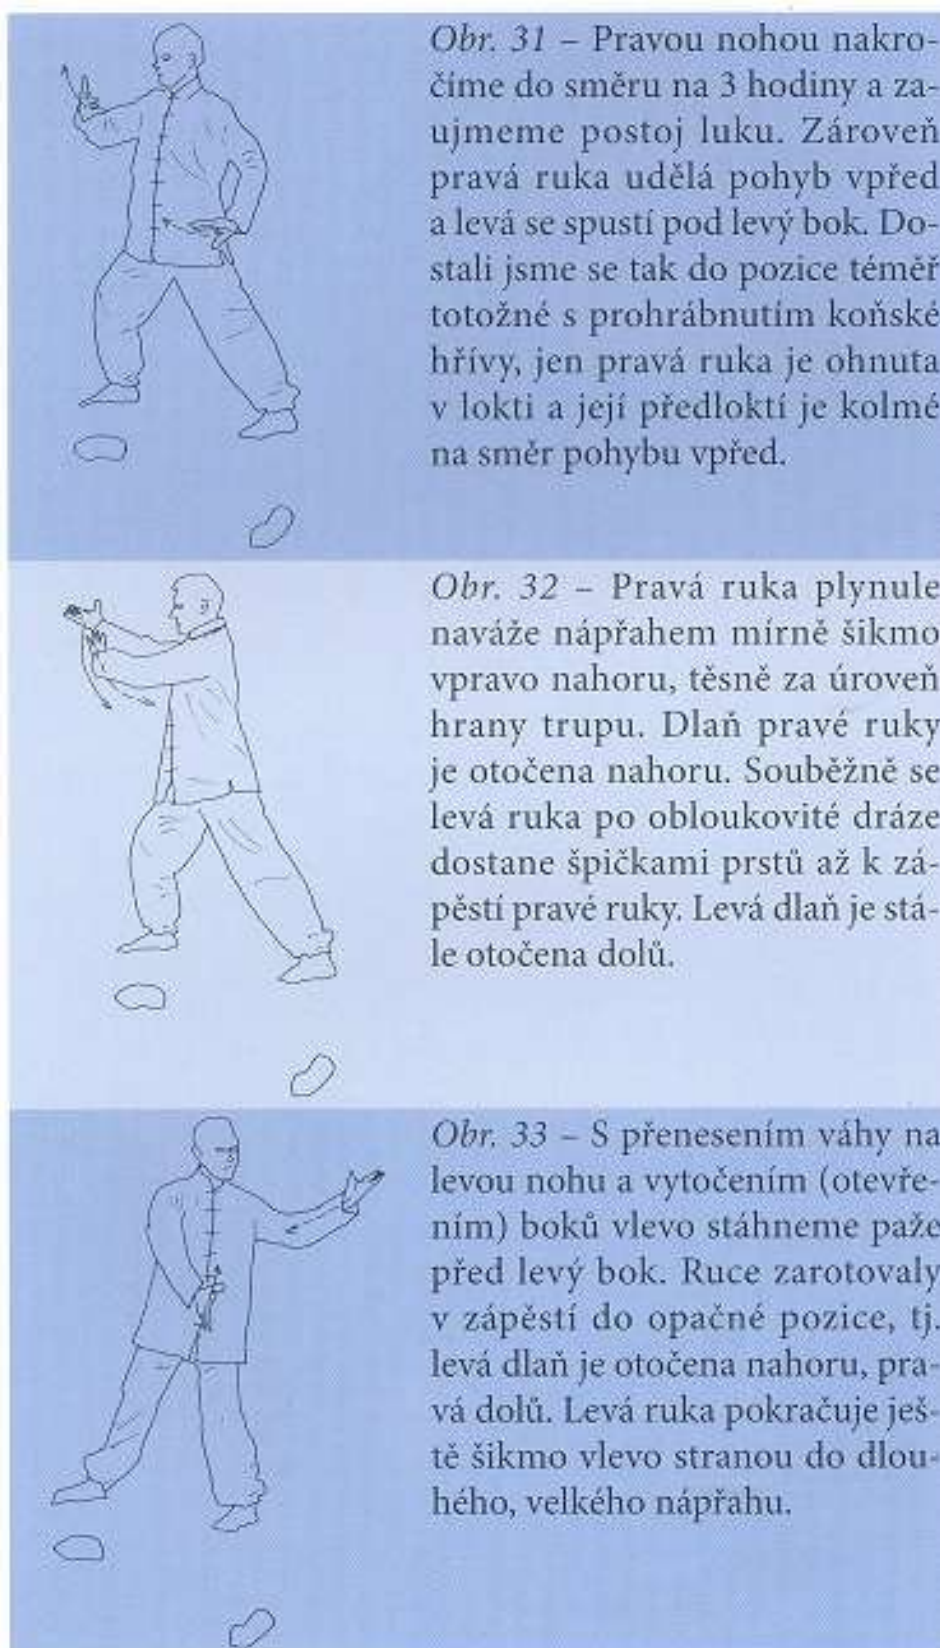 Obr. 31 – Pravou nohou nakro-
číme do směru na 3 hodiny a za-
ujmeme postoj luku. Zároveň
pravá ruka udělá pohyb vpřed
a levá se spustí pod levý bok. Do-
stali jsme se tak do pozice téměř
totožné s prohrábnutím koňské
hřívy, jen pravá ruka je ohnuta
v lokti a její předloktí je kolmé
na směr pohybu vpřed.
Obr. 32 – Pravá ruka plynule
naváže nápřahem mírně šikmo
vpravo nahoru, těsně za úroveň
hrany trupu. Dlaň pravé ruky
je otočena nahoru. Souběžně se
levá ruka po obloukovité dráze
dostane špičkami prstů až k zá-
pěstí pravé ruky. Levá dlaň je stá-
le otočena dolů.
Obr. 33 – S přenesením váhy na
levou nohu a vytočením (otevře-
ním) boků vlevo stáhneme paže
před levý bok. Ruce zarotovaly
v zápěstí do opačné pozice, tj.
levá dlaň je otočena nahoru, pra-
vá dolů. Levá ruka pokračuje ješ-
tě šikmo vlevo stranou do dlou-
hého, velkého nápřahu.